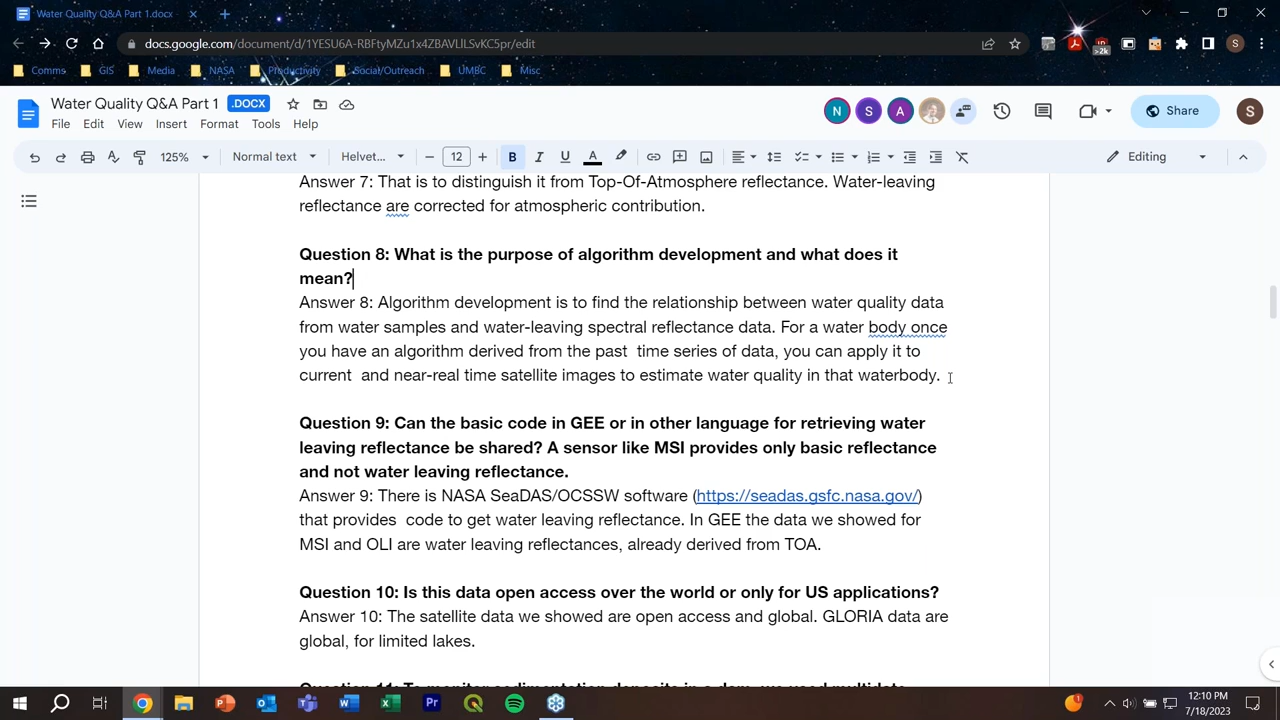 Water Quality Q&A Part 1.docx
docs.google.com/document/d/1YESU6A-RBFtyMZu1x4ZBAVLlLSvKC5pr/edit
>2k
S
Comms GIS Media NASA Productivity Social/Outreach UMBC Misc
Water Quality Q&A Part 1 .DOCX
N S A Share S
File Edit View Insert Format Tools Help
125% Normal text Helvet... 12 B I U A Editing
Answer 7: That is to distinguish it from Top-Of-Atmosphere reflectance. Water-leaving
reflectance are corrected for atmospheric contribution.
Question 8: What is the purpose of algorithm development and what does it
mean?
Answer 8: Algorithm development is to find the relationship between water quality data
from water samples and water-leaving spectral reflectance data. For a water body once
you have an algorithm derived from the past  time series of data, you can apply it to
current  and near-real time satellite images to estimate water quality in that waterbody.
Question 9: Can the basic code in GEE or in other language for retrieving water
leaving reflectance be shared? A sensor like MSI provides only basic reflectance
and not water leaving reflectance.
Answer 9: There is NASA SeaDAS/OCSSW software (https://seadas.gsfc.nasa.gov/)
that provides  code to get water leaving reflectance. In GEE the data we showed for
MSI and OLI are water leaving reflectances, already derived from TOA.
Question 10: Is this data open access over the world or only for US applications?
Answer 10: The satellite data we showed are open access and global. GLORIA data are
global, for limited lakes.
Question 11: To monitor sedimentation deposits in a dam, we used multidate
12:10 PM
7/18/2023